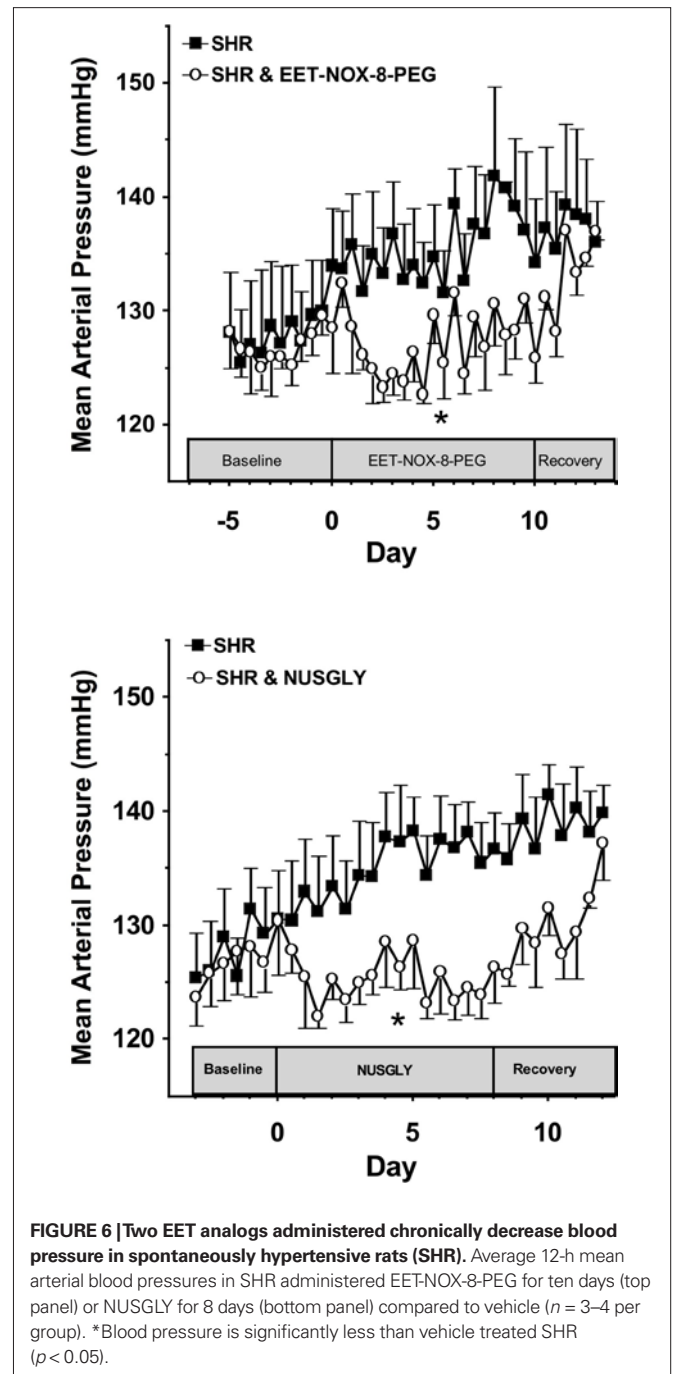 SHR
SHR & EET-NOX-8-PEG
150
140
130
120
Mean Arterial Pressure (mmHg)
*
Baseline
EET-NOX-8-PEG
Recovery
-5
0
5
10
Day
SHR
SHR & NUSGLY
150
140
130
120
Mean Arterial Pressure (mmHg)
*
Baseline
NUSGLY
Recovery
0
5
10
Day
FIGURE 6 | Two EET analogs administered chronically decrease blood
pressure in spontaneously hypertensive rats (SHR). Average 12-h mean
arterial blood pressures in SHR administered EET-NOX-8-PEG for ten days (top
panel) or NUSGLY for 8 days (bottom panel) compared to vehicle (n = 3–4 per
group). *Blood pressure is significantly less than vehicle treated SHR
(p < 0.05).